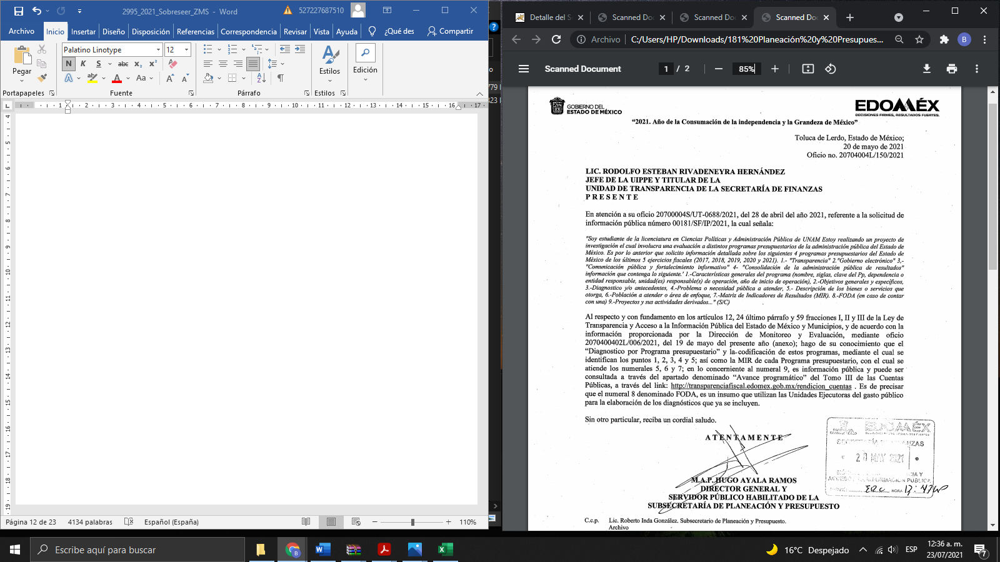 2995_2021_Sobreseer_ZMS - Word
527227687510
Archivo Inicio Insertar Diseño Disposición Referencias Correspondencia Revisar Vista Ayuda ¿Qué des Compartir
Palatino Linotype 12
Pegar Estilos Edición
N K S abc x₂ x²
Aa
Portapapeles Fuente Párrafo Estilos
Página 12 de 23 4134 palabras Español (España) 110%
Detalle del S Scanned Do Scanned Do Scanned Do
Archivo C:/Users/HP/Downloads/181%20Planeación%20y%20Presupues...
B
Scanned Document 1 / 2 85%
GOBIERNO DEL
ESTADO DE MÉXICO
EDOMÉX
DECISIONES FIRMES, RESULTADOS FUERTES.
“2021. Año de la Consumación de la independencia y la Grandeza de México”
Toluca de Lerdo, Estado de México;
20 de mayo de 2021
Oficio no. 20704004L/150/2021
LIC. RODOLFO ESTEBAN RIVADENEYRA HERNÁNDEZ
JEFE DE LA UIPPE Y TITULAR DE LA
UNIDAD DE TRANSPARENCIA DE LA SECRETARÍA DE FINANZAS
P R E S E N T E
En atención a su oficio 20700004S/UT-0688/2021, del 28 de abril del año 2021, referente a la solicitud de
información pública número 00181/SF/IP/2021, la cual señala:
"Soy estudiante de la licenciatura en Ciencias Políticas y Administración Pública de UNAM Estoy realizando un proyecto de
investigación el cual involucra una evaluación a distintos programas presupuestarios de la administración pública del Estado de
México. Es por lo anterior que solicito información detallada sobre los siguientes 4 programas presupuestarios del Estado de
México de los últimos 5 ejercicios fiscales (2017, 2018, 2019, 2020 y 2021). 1.- "Transparencia" 2."Gobierno electrónico" 3,-
"Comunicación pública y fortalecimiento informativo" 4- "Consolidación de la administración pública de resultados"
información que contenga lo siguiente.' 1.-Características generales del programa (nombre, siglas, clave del Pp, dependencia o
entidad responsable, unidad(es) responsable(s) de operación, año de inicio de operación), 2.-Objetivos generales y específicos,
3.-Diagnostico y/o antecedentes, 4.-Problema o necesidad pública a atender, 5.- Descripción de los bienes o servicios que
otorga, 6.-Población a atender o área de enfoque, 7.-Matriz de Indicadores de Resultados (MIR). 8.-FODA (en caso de contar
con una) 9.-Proyectos y sus actividades derivados..." (S/C)
Al respecto y con fundamento en los artículos 12, 24 último párrafo y 59 fracciones I, II y III de la Ley de
Transparencia y Acceso a la Información Pública del Estado de México y Municipios, y de acuerdo con la
información proporcionada por la Dirección de Monitoreo y Evaluación, mediante oficio
2070400402L/006/2021, del 19 de mayo del presente año (anexo); hago de su conocimiento que el
“Diagnostico por Programa presupuestario” y la codificación de estos programas, mediante el cual se
identifican los puntos 1, 2, 3, 4 y 5; así como la MIR de cada Programa presupuestario, con el cual se
atiende los numerales 5, 6 y 7; en lo concerniente al numeral 9, es información pública y puede ser
consultada a través del apartado denominado “Avance programático” del Tomo III de las Cuentas
Públicas, a través del link: http://transparenciafiscal.edomex.gob.mx/rendicion_cuentas . Es de precisar
que el numeral 8 denominado FODA, es un insumo que utilizan las Unidades Ejecutoras del gasto público
para la elaboración de los diagnósticos que ya se incluyen.
Sin otro particular, reciba un cordial saludo.
A T E N T A M E N T E
M.A.P. HUGO AYALA RAMOS
DIRECTOR GENERAL Y
SERVIDOR PÚBLICO HABILITADO DE LA
SUBSECRETARÍA DE PLANEACIÓN Y PRESUPUESTO
EDOMÉX
MAY 2021
HORA
C.c.p. Lic. Roberto Inda González. Subsecretario de Planeación y Presupuesto.
Archivo
Escribe aquí para buscar
16°C Despejado ESP 12:36 a. m.
23/07/2021
7